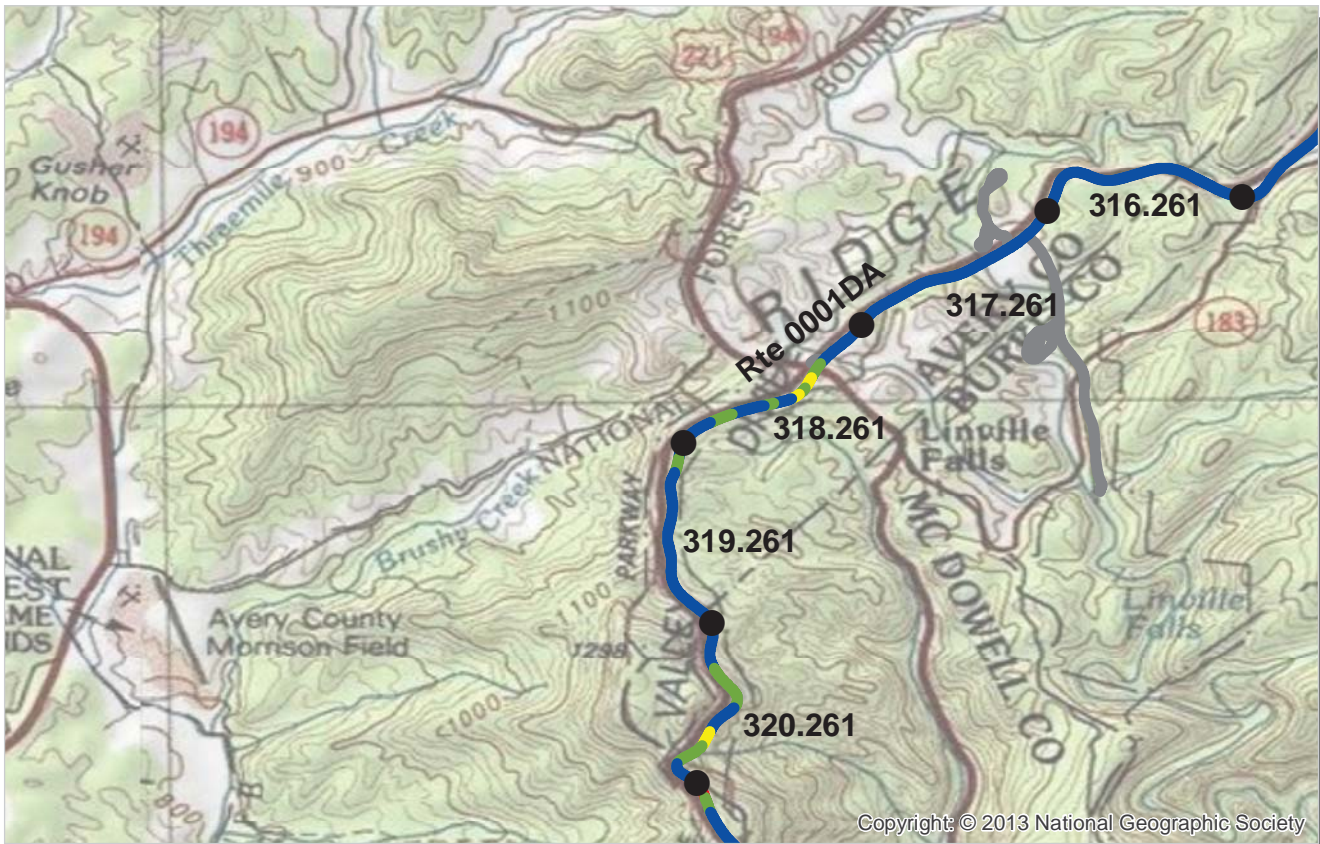 221
194
BOUNDA
194
Creek
Gusher
Knob
900
Threemile
194
316.261
RIDGE
FOREST
AVERY CO
BURKE CO
1100
Rte 0001DA
317.261
183
NATIONAL
318.261
Linville
Falls
Brushy Creek
PARKWAY
319.261
MC DOWELL CO
NAL
EST
ME
NDS
1100
Linville
Falls
Avery County
Morrison Field
1298
VALLEY
1000
320.261
800
Copyright: © 2013 National Geographic Society